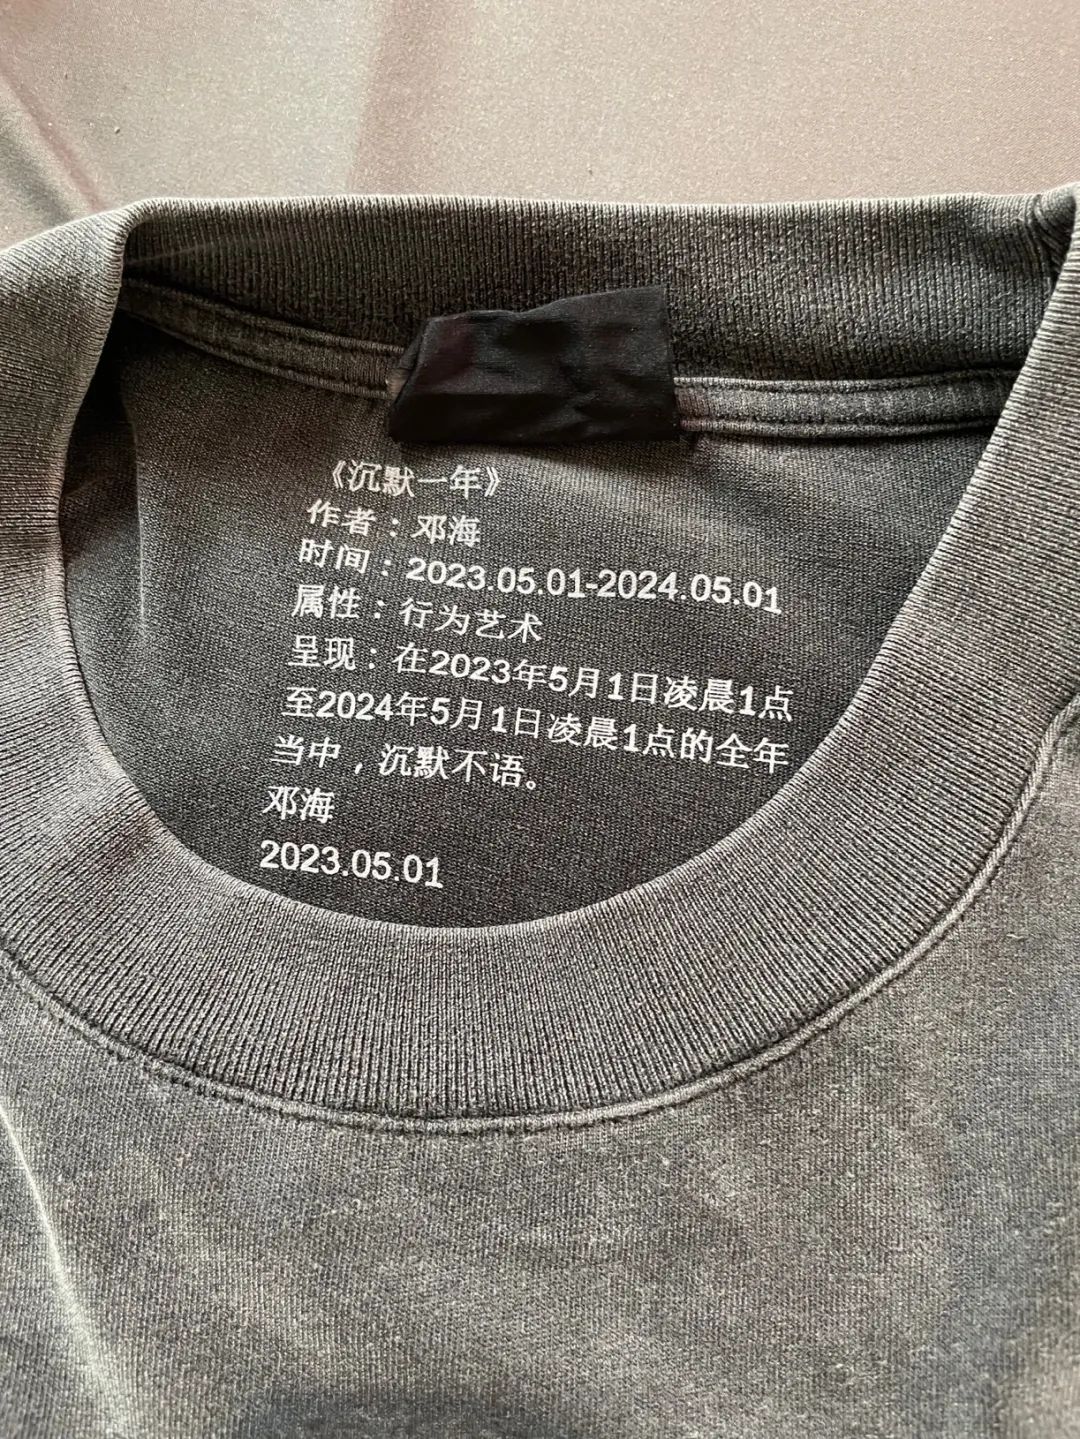 《沉默一年》
作者：邓海
时间：2023.05.01-2024.05.01
属性：行为艺术
呈现：在2023年5月1日凌晨1点
至2024年5月1日凌晨1点的全年
当中，沉默不语。
邓海
2023.05.01